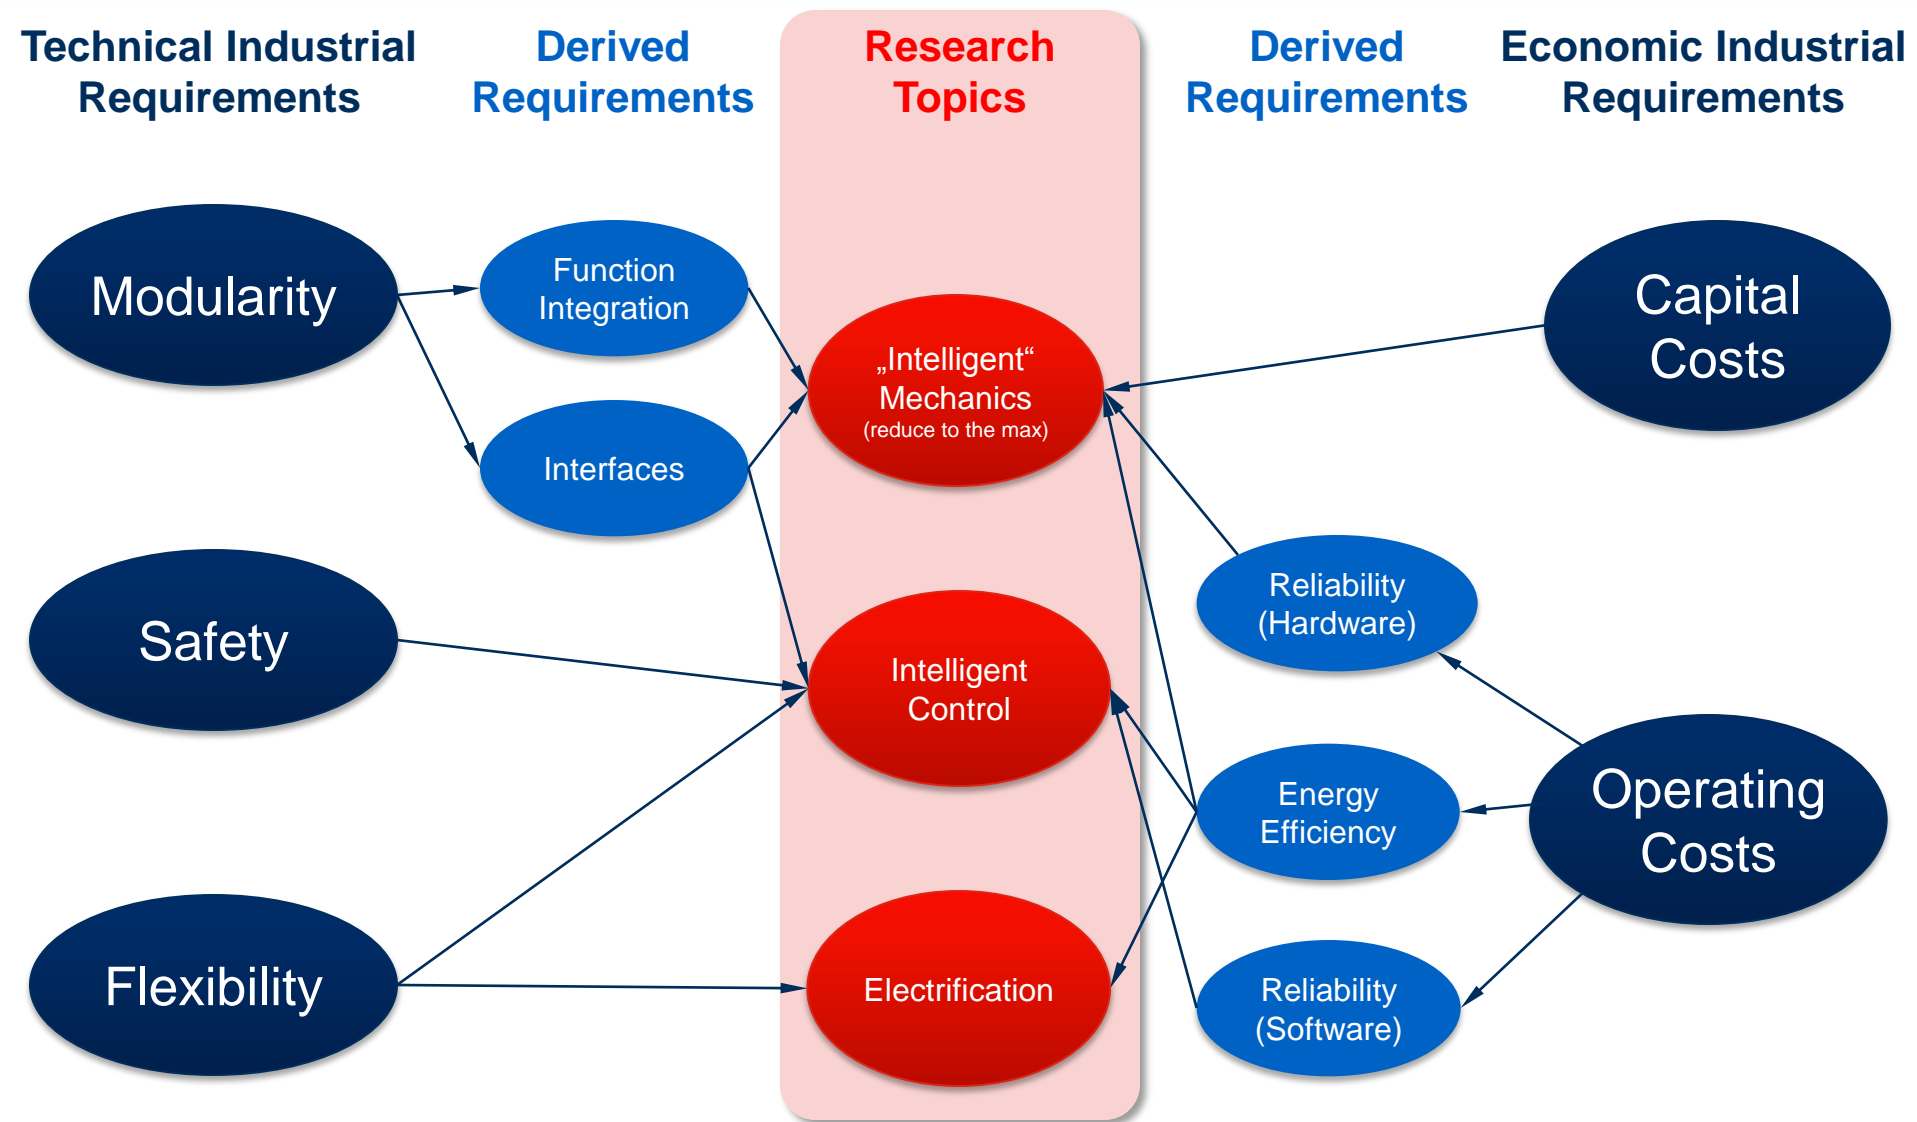 Technical Industrial
Requirements
Derived
Requirements
Research
Topics
Derived
Requirements
Economic Industrial
Requirements
Modularity
Safety
Flexibility
Function
Integration
Interfaces
„Intelligent“
Mechanics
(reduce to the max)
Intelligent
Control
Electrification
Reliability
(Hardware)
Energy
Efficiency
Reliability
(Software)
Capital
Costs
Operating
Costs